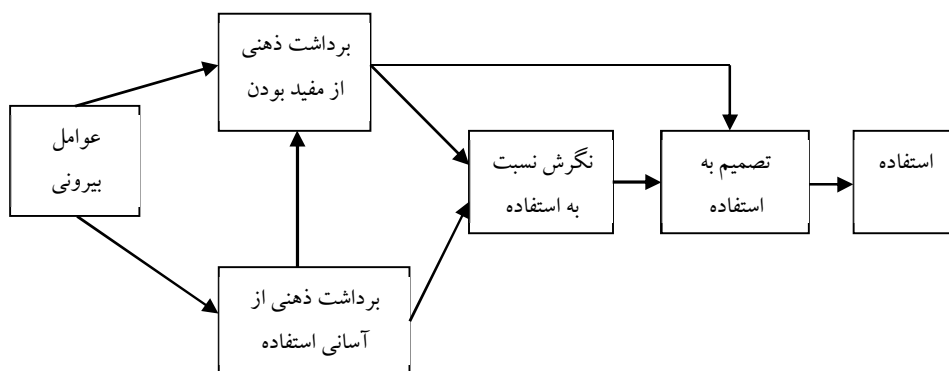 برداشت ذهنی
از مفید بودن
عوامل
بیرونی
نگرش نسبت
به استفاده
تصمیم به
استفاده
استفاده
برداشت ذهنی از
آسانی استفاده